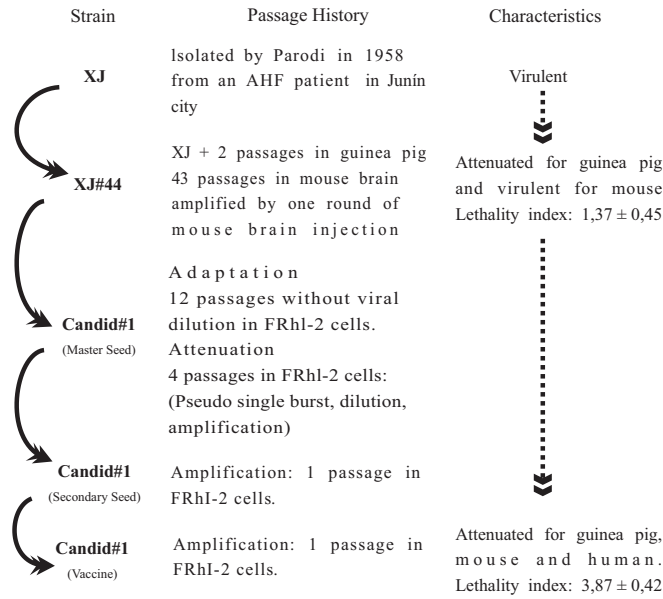 Strain Passage History Characteristics
XJ
Isolated by Parodi in 1958
from an AHF patient in Junín
city
Virulent
XJ#44
XJ + 2 passages in guinea pig
43 passages in mouse brain
amplified by one round of
mouse brain injection
Attenuated for guinea pig
and virulent for mouse
Lethality index: 1,37 ± 0,45
Candid#1
(Master Seed)
Adaptation
12 passages without viral
dilution in FRhl-2 cells.
Attenuation
4 passages in FRhl-2 cells:
(Pseudo single burst, dilution,
amplification)
Candid#1
(Secondary Seed)
Amplification: 1 passage in
FRhI-2 cells.
Candid#1
(Vaccine)
Amplification: 1 passage in
FRhI-2 cells.
Attenuated for guinea pig,
mouse and human.
Lethality index: 3,87 ± 0,42